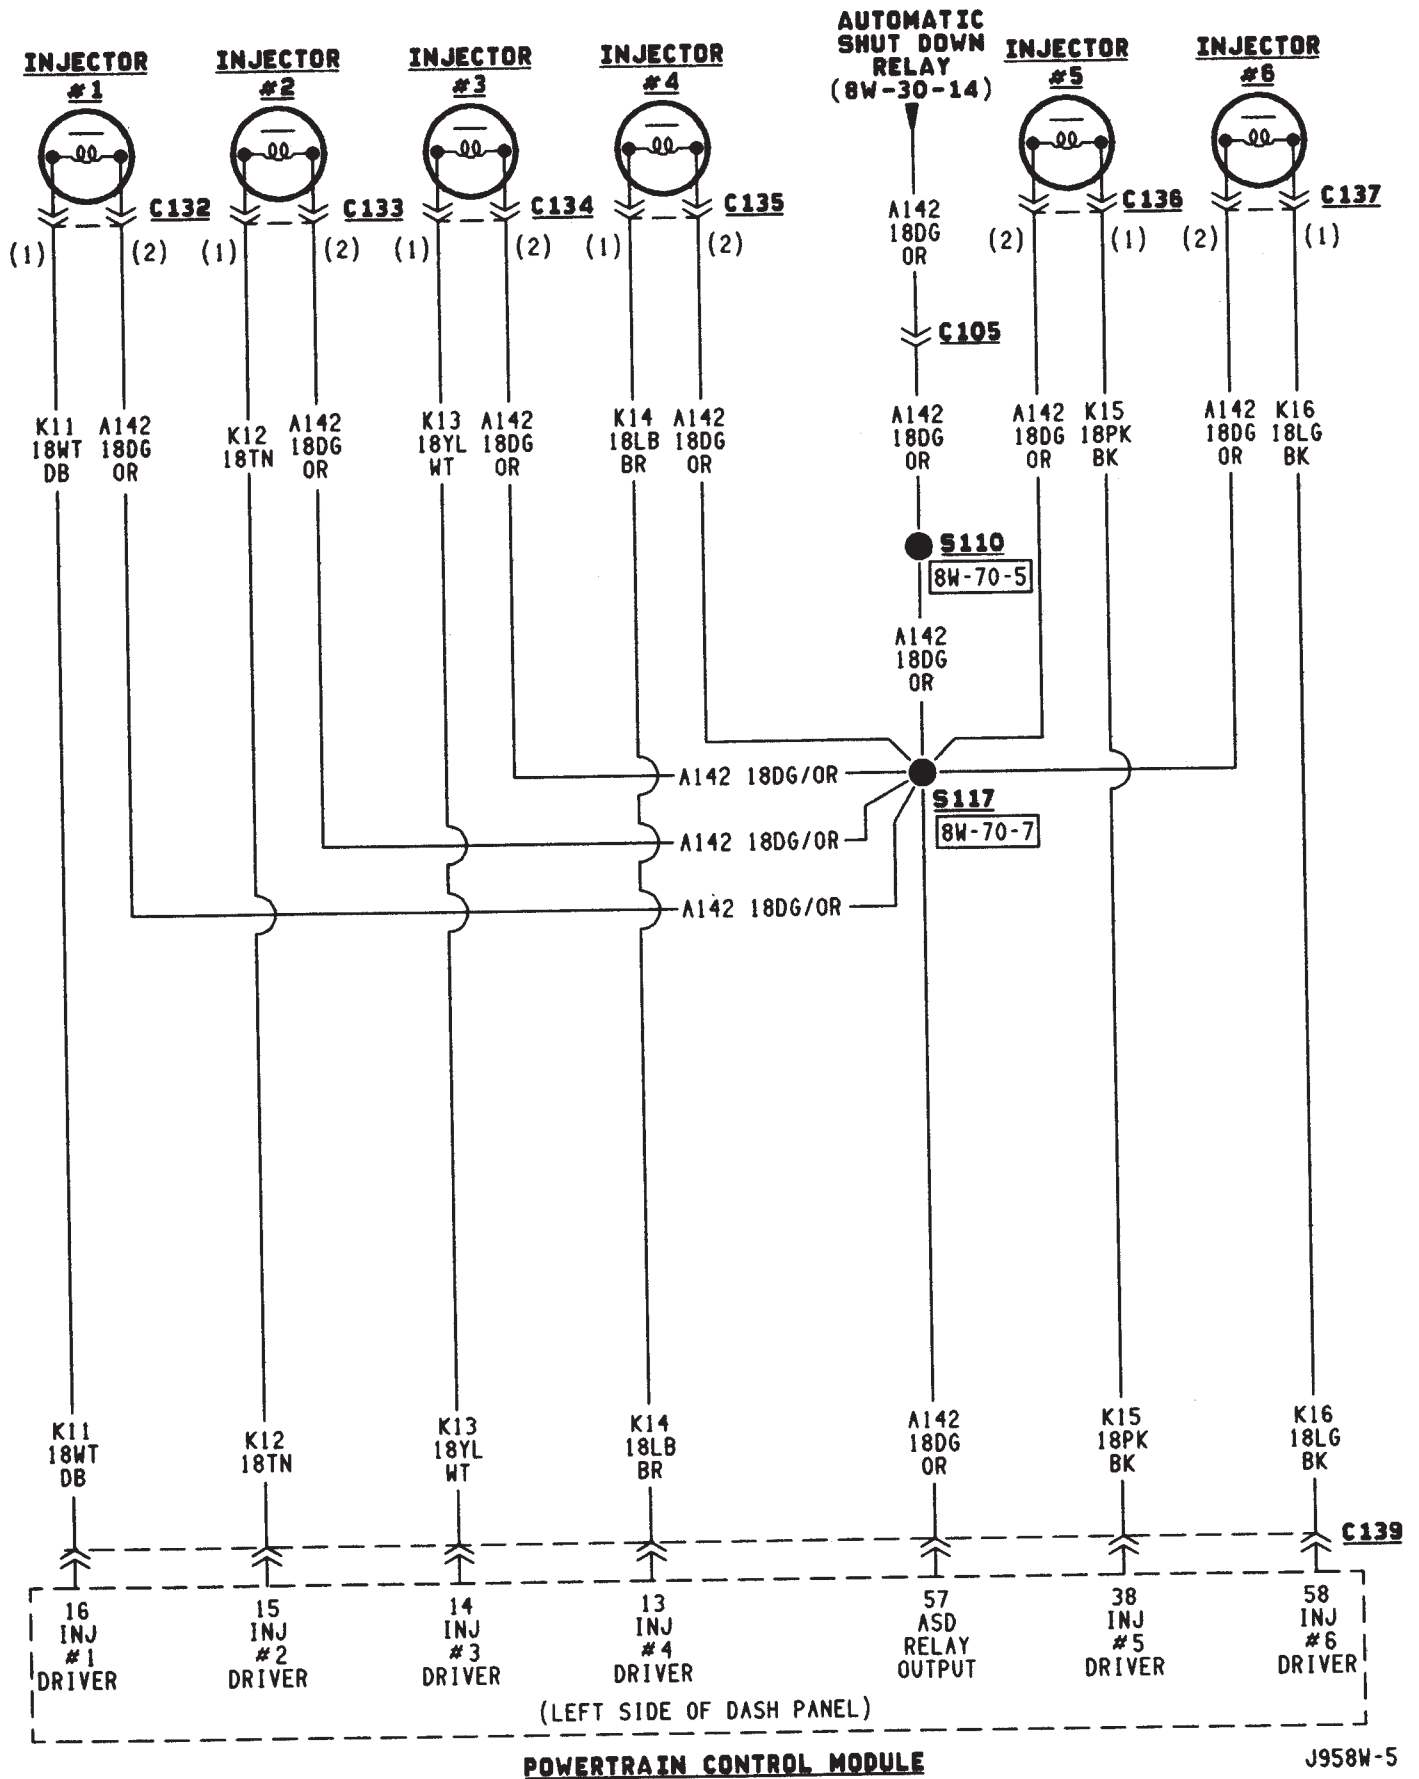 INJECTOR
#1
INJECTOR
#2
INJECTOR
#3
INJECTOR
#4
AUTOMATIC
SHUT DOWN
RELAY
(8W-30-14)
INJECTOR
#5
INJECTOR
#6
C132
C133
C134
C135
C136
C137
(1)
(2)
(1)
(2)
(1)
(2)
(1)
(2)
A142
18DG
OR
(2)
(1)
(2)
(1)
C105
K11
18WT
DB
A142
18DG
OR
K12
18TN
A142
18DG
OR
K13
18YL
WT
A142
18DG
OR
K14
18LB
BR
A142
18DG
OR
A142
18DG
OR
A142
18DG
OR
K15
18PK
BK
A142
18DG
OR
K16
18LG
BK
S110
8W-70-5
A142
18DG
OR
A142 18DG/OR
S117
8W-70-7
A142 18DG/OR
A142 18DG/OR
K11
18WT
DB
K12
18TN
K13
18YL
WT
K14
18LB
BR
A142
18DG
OR
K15
18PK
BK
K16
18LG
BK
C139
16
INJ
#1
DRIVER
15
INJ
#2
DRIVER
14
INJ
#3
DRIVER
13
INJ
#4
DRIVER
57
ASD
RELAY
OUTPUT
38
INJ
#5
DRIVER
58
INJ
#6
DRIVER
(LEFT SIDE OF DASH PANEL)
POWERTRAIN CONTROL MODULE
J958W-5